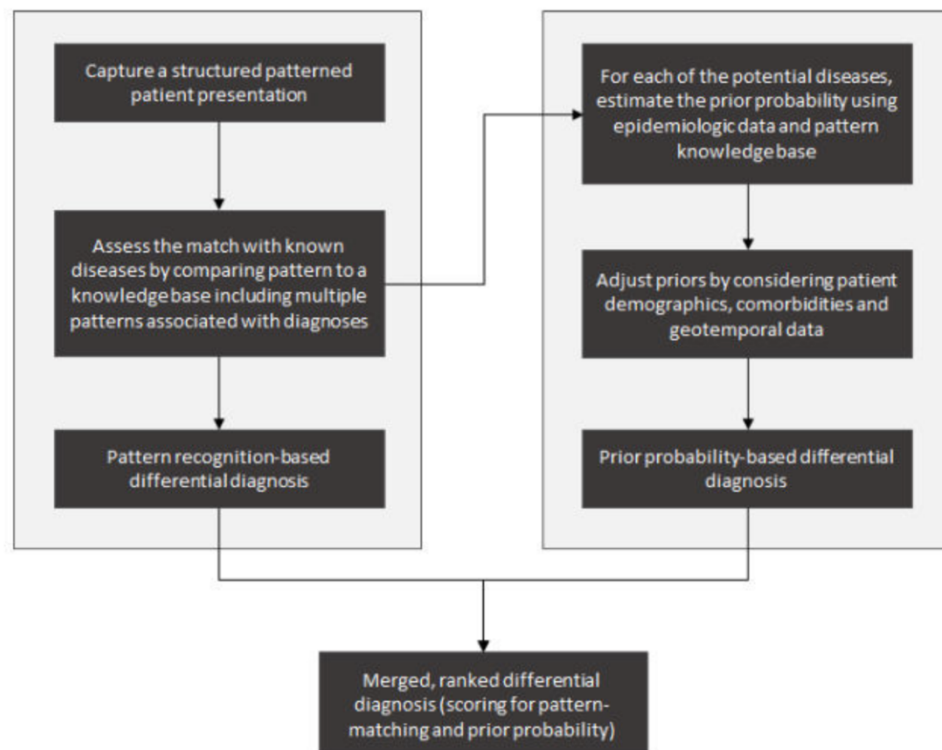 Capture a structured patterned
patient presentation
Assess the match with known
diseases by comparing pattern to a
knowledge base including multiple
patterns associated with diagnoses
Pattern recognition-based
differential diagnosis
For each of the potential diseases,
estimate the prior probability using
epidemiologic data and pattern
knowledge base
Adjust priors by considering patient
demographics, comorbidities and
geotemporal data
Prior probability-based differential
diagnosis
Merged, ranked differential
diagnosis (scoring for pattern-
matching and prior probability)